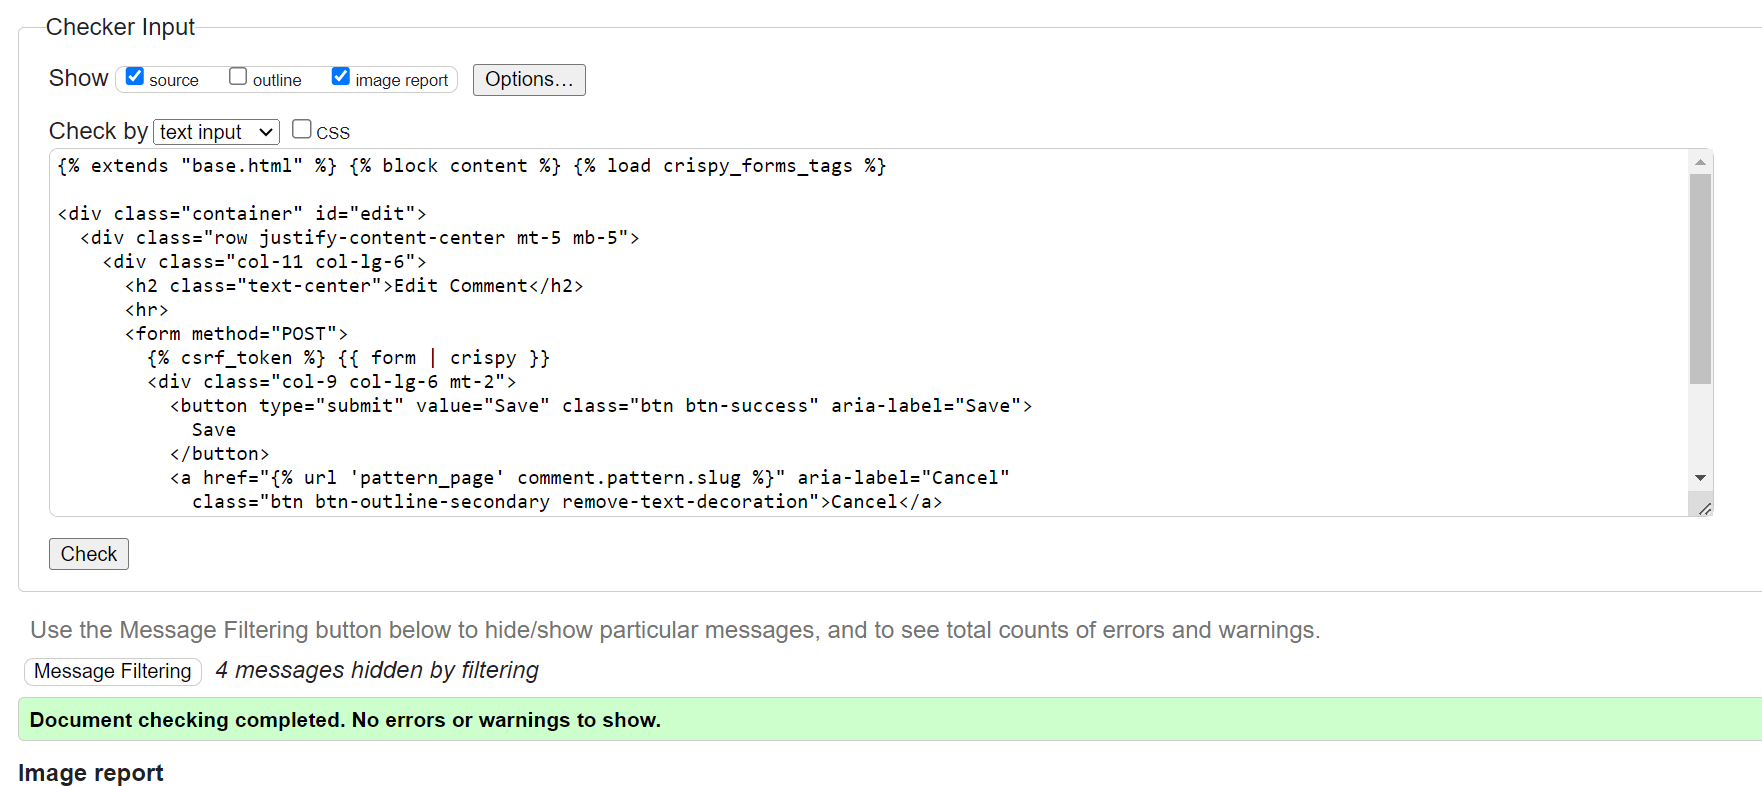 Checker Input
Show source outline image report Options...
Check by text input CSS
{% extends "base.html" %} {% block content %} {% load crispy_forms_tags %}
<div class="container" id="edit">
<div class="row justify-content-center mt-5 mb-5">
<div class="col-11 col-lg-6">
<h2 class="text-center">Edit Comment</h2>
<hr>
<form method="POST">
{% csrf_token %} {{ form | crispy }}
<div class="col-9 col-lg-6 mt-2">
<button type="submit" value="Save" class="btn btn-success" aria-label="Save">
Save
</button>
<a href="{% url 'pattern_page' comment.pattern.slug %}" aria-label="Cancel"
class="btn btn-outline-secondary remove-text-decoration">Cancel</a>
Check
Use the Message Filtering button below to hide/show particular messages, and to see total counts of errors and warnings.
Message Filtering 4 messages hidden by filtering
Document checking completed. No errors or warnings to show.
Image report